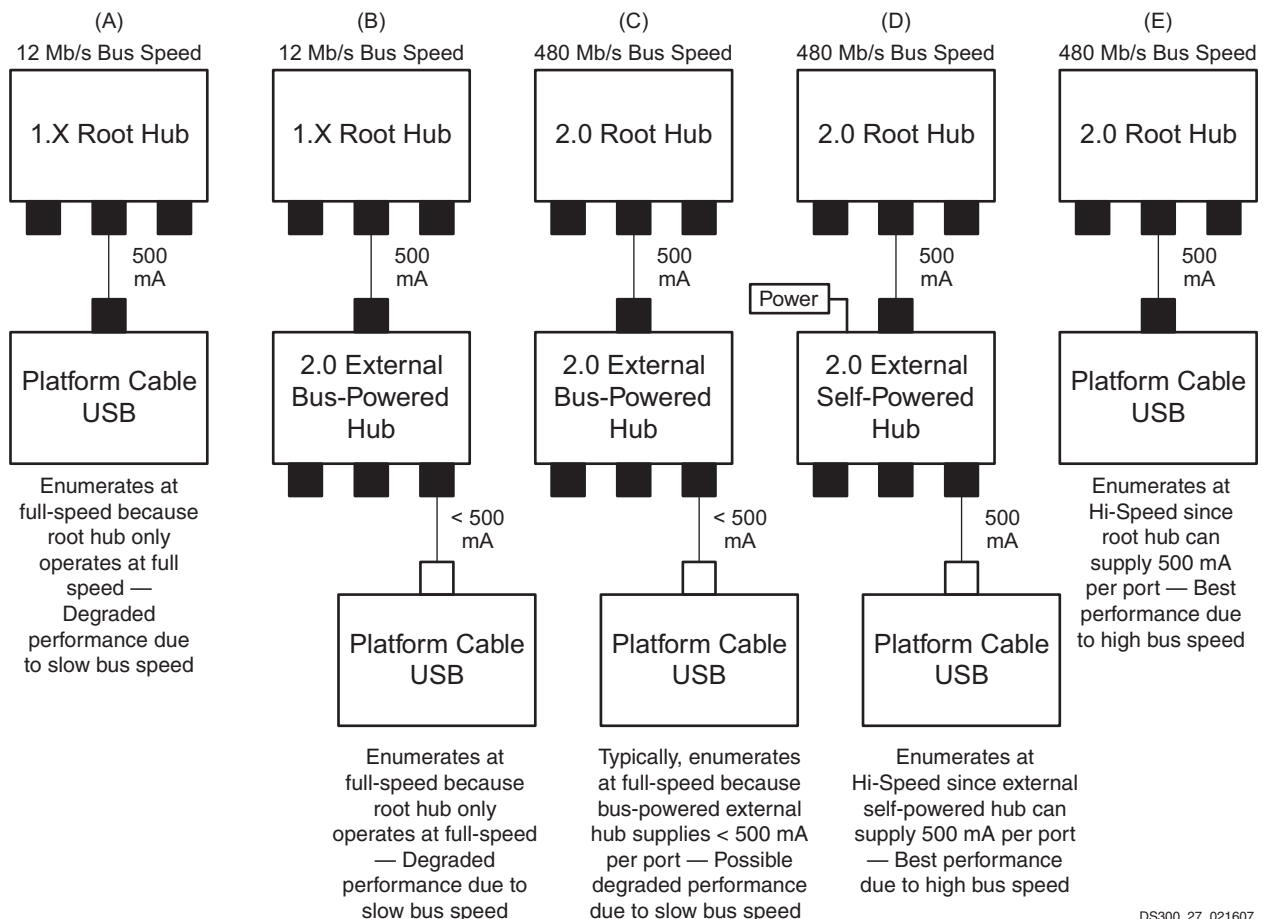 (A)
12 Mb/s Bus Speed
1.X Root Hub
500
mA
Platform Cable
USB
Enumerates at
full-speed because
root hub only
operates at full
speed —
Degraded
performance due
to slow bus speed
(B)
12 Mb/s Bus Speed
1.X Root Hub
500
mA
2.0 External
Bus-Powered
Hub
< 500
mA
Platform Cable
USB
Enumerates at
full-speed because
root hub only
operates at full-speed
— Degraded
performance due to
slow bus speed
(C)
480 Mb/s Bus Speed
2.0 Root Hub
500
mA
2.0 External
Bus-Powered
Hub
< 500
mA
Platform Cable
USB
Typically, enumerates
at full-speed because
bus-powered external
hub supplies < 500 mA
per port — Possible
degraded performance
due to slow bus speed
(D)
480 Mb/s Bus Speed
2.0 Root Hub
500
mA
Power
2.0 External
Self-Powered
Hub
500
mA
Platform Cable
USB
Enumerates at
Hi-Speed since external
self-powered hub can
supply 500 mA per port
— Best performance
due to high bus speed
(E)
480 Mb/s Bus Speed
2.0 Root Hub
500
mA
Platform Cable
USB
Enumerates at
Hi-Speed since
root hub can
supply 500 mA
per port — Best
performance due
to high bus speed
DS300_27_021607